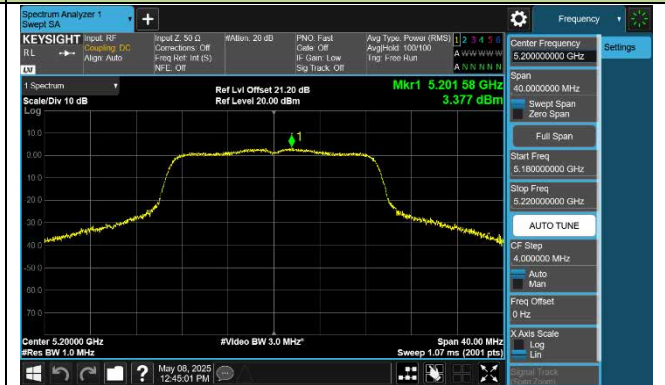 Spectrum Analyzer 1
Swept SA
+
Frequency
KEYSIGHT Input: RF Input Z: 50 Ω #Atten: 20 dB PNO: Fast Avg Type: Power (RMS) 1 2 3 4 5 6
RL Coupling: DC Corrections: Off Gate: Off Avg|Hold: 100/100 A W W W W W
Align: Auto Freq Ref: Int (S) IF Gain: Low Trig: Free Run
LXI NFE: Off Sig Track: Off A N N N N N
Center Frequency
5.200000000 GHz
Settings
Span
40.0000000 MHz
Swept Span
Zero Span
Full Span
Start Freq
5.180000000 GHz
Stop Freq
5.220000000 GHz
AUTO TUNE
CF Step
4.000000 MHz
Auto
Man
Freq Offset
0 Hz
X Axis Scale
Log
Lin
Signal Track
(Span Zoom)
1 Spectrum
Ref Lvl Offset 21.20 dB
Mkr1 5.201 58 GHz
Scale/Div 10 dB
Ref Level 20.00 dBm
3.377 dBm
Log
10.0
0.00
-10.0
-20.0
-30.0
-40.0
-50.0
-60.0
-70.0
1
Center 5.20000 GHz
#Video BW 3.0 MHz*
Span 40.00 MHz
#Res BW 1.0 MHz
Sweep 1.07 ms (2001 pts)
?
May 08, 2025
12:45:01 PM